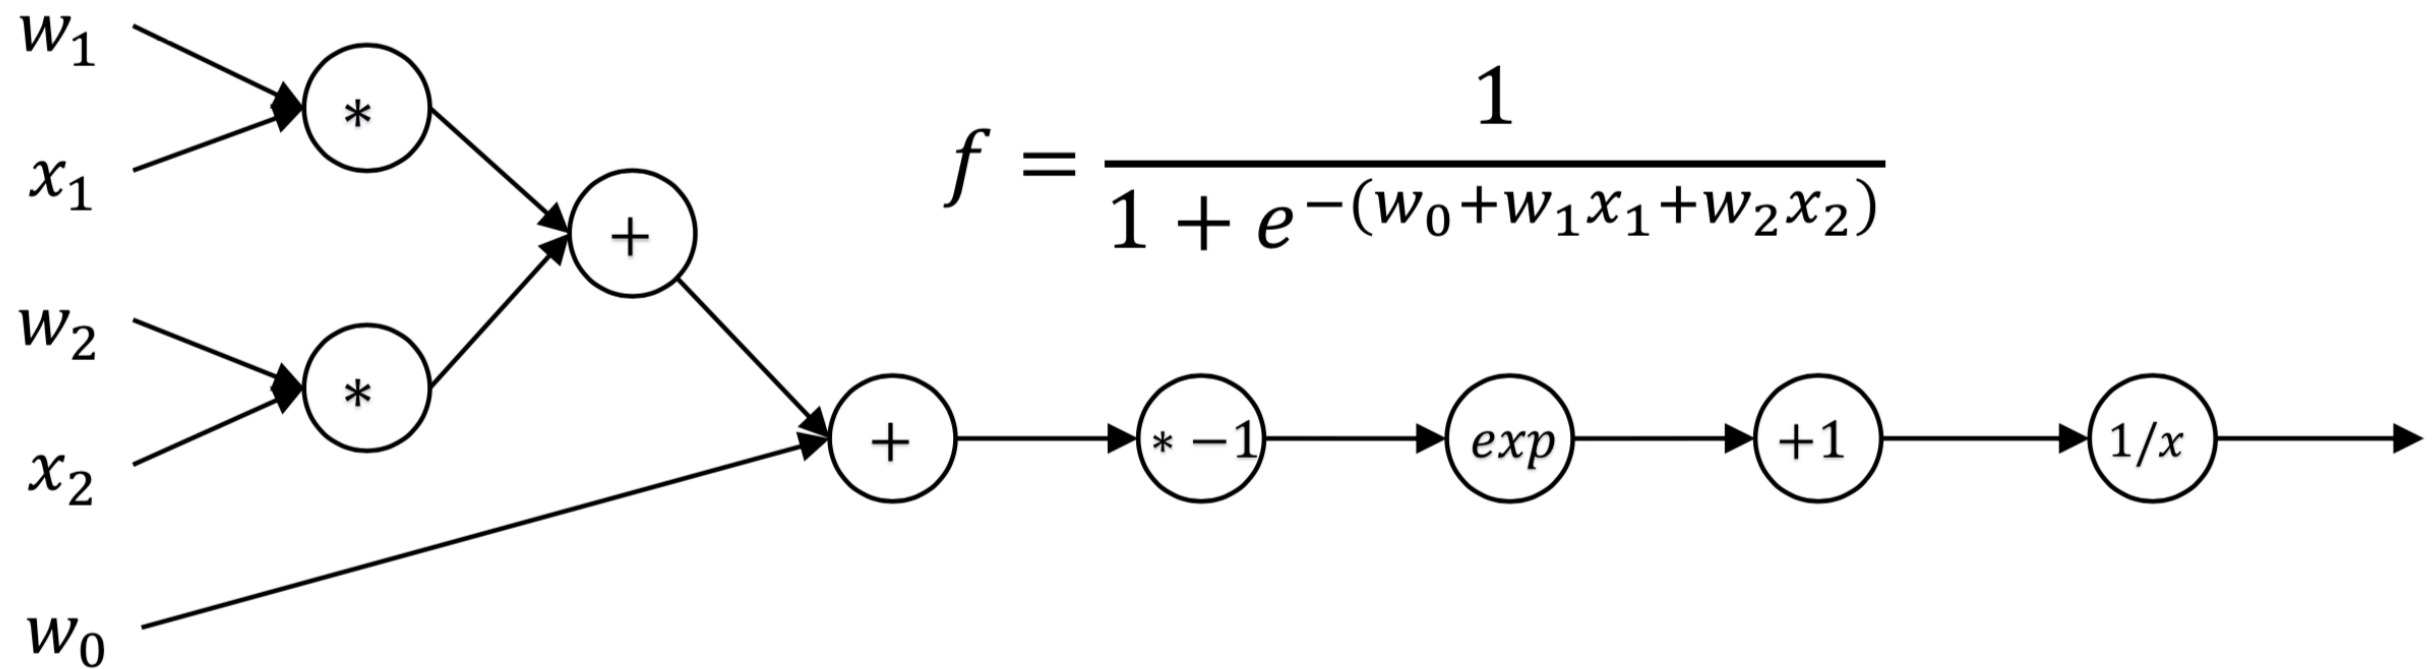 w₁
x₁
w₂
x₂
w₀
*
*
+
+
* −1
exp
+1
1/x
f = 1 / (1 + e^−(w₀+w₁x₁+w₂x₂))